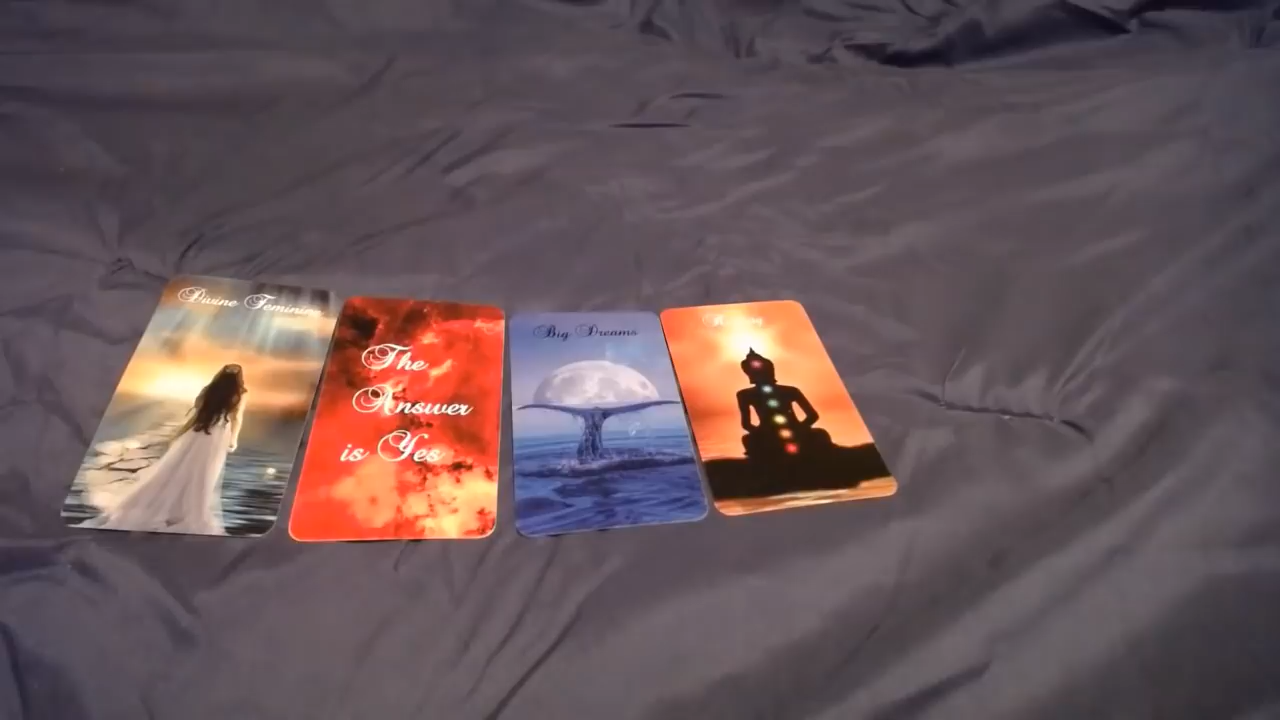 Divine Feminine
The
Answer
is Yes
Big Dreams